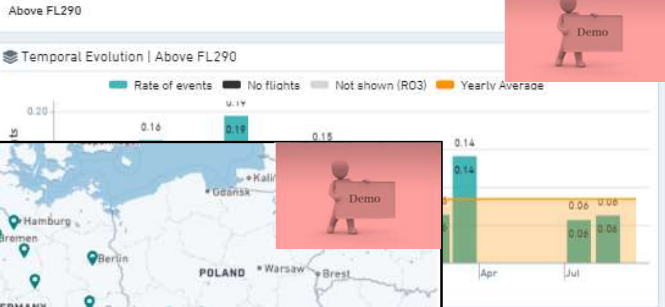 Above FL290
Demo
Temporal Evolution | Above FL290
Rate of events No flights Not shown (RO3) Yearly Average
0.20
0.19
0.16
0.19
0.15
0.14
0.14
0.06 0.06
0.06 0.06
Apr Jul
Kali
Gdańsk
Demo
Hamburg
Bremen
Berlin
POLAND Warsaw Brest